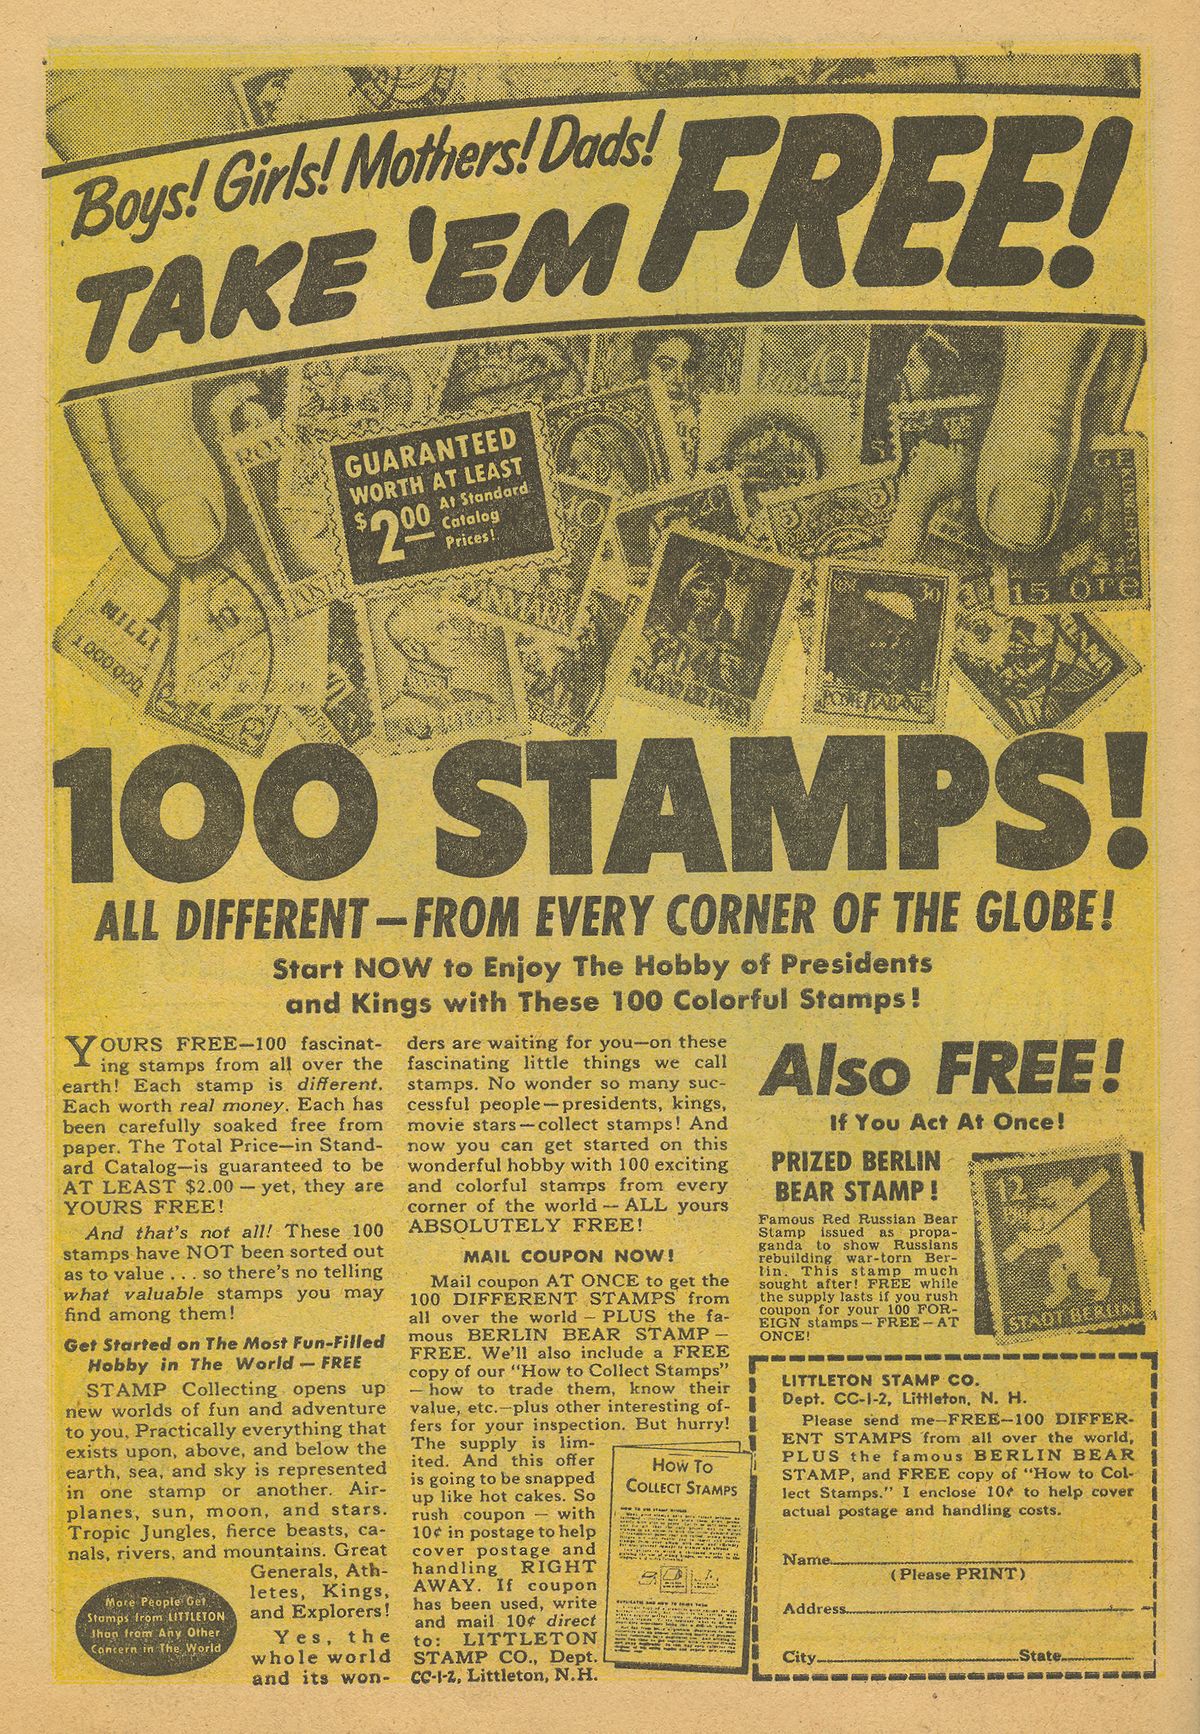 Boys! Girls! Mothers! Dads!
TAKE 'EM FREE!
GUARANTEED
WORTH AT LEAST
$2.00 At Standard
Catalog
Prices!
MILLI
1000000
15 ÖTC
30
POSTE ITALIANE
100 STAMPS!
ALL DIFFERENT—FROM EVERY CORNER OF THE GLOBE!
Start NOW to Enjoy The Hobby of Presidents
and Kings with These 100 Colorful Stamps!
YOURS FREE—100 fascinat-
ing stamps from all over the
earth! Each stamp is different.
Each worth real money. Each has
been carefully soaked free from
paper. The Total Price—in Stand-
ard Catalog—is guaranteed to be
AT LEAST $2.00 — yet, they are
YOURS FREE!
And that's not all! These 100
stamps have NOT been sorted out
as to value . . . so there's no telling
what valuable stamps you may
find among them!
Get Started on The Most Fun-Filled
Hobby in The World — FREE
STAMP Collecting opens up
new worlds of fun and adventure
to you. Practically everything that
exists upon, above, and below the
earth, sea, and sky is represented
in one stamp or another. Air-
planes, sun, moon, and stars.
Tropic Jungles, fierce beasts, ca-
nals, rivers, and mountains. Great
Generals, Ath-
letes, Kings,
and Explorers!
Yes, the
whole world
and its won-
More People Get
Stamps from LITTLETON
than from Any Other
Concern in The World
ders are waiting for you—on these
fascinating little things we call
stamps. No wonder so many suc-
cessful people—presidents, kings,
movie stars—collect stamps! And
now you can get started on this
wonderful hobby with 100 exciting
and colorful stamps from every
corner of the world — ALL yours
ABSOLUTELY FREE!
MAIL COUPON NOW!
Mail coupon AT ONCE to get the
100 DIFFERENT STAMPS from
all over the world — PLUS the fa-
mous BERLIN BEAR STAMP —
FREE. We'll also include a FREE
copy of our "How to Collect Stamps"
— how to trade them, know their
value, etc.—plus other interesting of-
fers for your inspection. But hurry!
The supply is lim-
ited. And this offer
is going to be snapped
up like hot cakes. So
rush coupon — with
10¢ in postage to help
cover postage and
handling RIGHT
AWAY. If coupon
has been used, write
and mail 10¢ direct
to: LITTLETON
STAMP CO., Dept.
CC-1-2, Littleton, N.H.
HOW TO
COLLECT STAMPS
Also FREE!
If You Act At Once!
PRIZED BERLIN
BEAR STAMP!
Famous Red Russian Bear
Stamp issued as propa-
ganda to show Russians
rebuilding war-torn Ber-
lin. This stamp much
sought after! FREE while
the supply lasts if you rush
coupon for your 100 FOR-
EIGN stamps—FREE—AT
ONCE!
12
STADT BERLIN
LITTLETON STAMP CO.
Dept. CC-1-2, Littleton, N. H.
Please send me—FREE—100 DIFFER-
ENT STAMPS from all over the world,
PLUS the famous BERLIN BEAR
STAMP, and FREE copy of "How to Col-
lect Stamps." I enclose 10¢ to help cover
actual postage and handling costs.
Name
(Please PRINT)
Address
City State